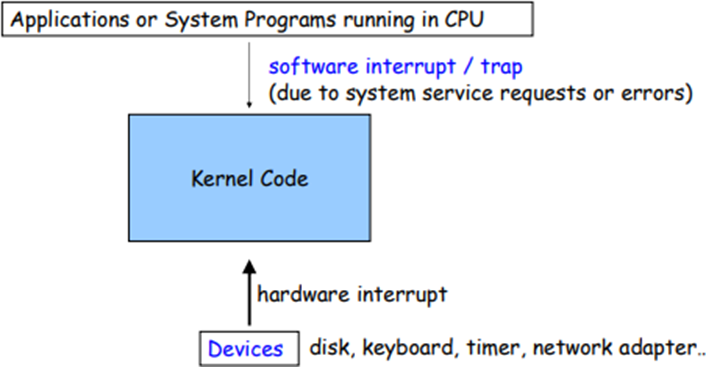 Applications or System Programs running in CPU
software interrupt / trap
(due to system service requests or errors)
Kernel Code
hardware interrupt
Devices disk, keyboard, timer, network adapter..